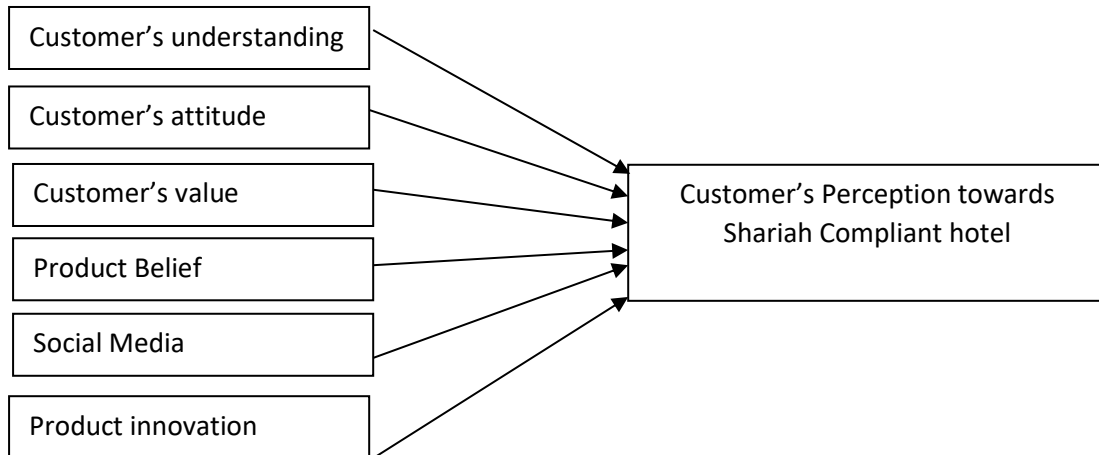 Customer’s understanding
Customer’s attitude
Customer’s value
Product Belief
Social Media
Product innovation
Customer’s Perception towards
Shariah Compliant hotel